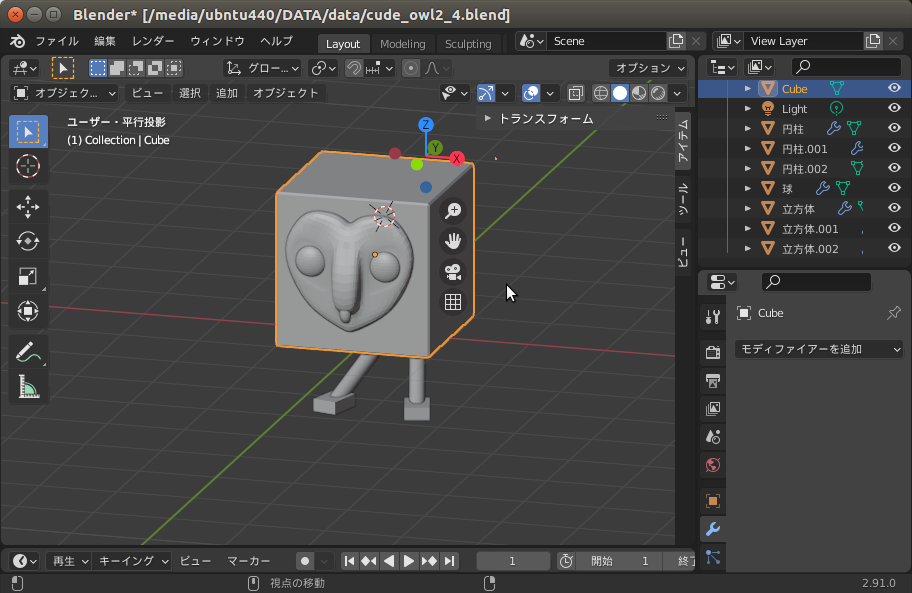 Blender* [/media/ubntu440/DATA/data/cude_owl2_4.blend]
ファイル 編集 レンダー ウィンドウ ヘルプ Layout Modeling Sculpting Scene View Layer
グロー... オプション
オブジェク... ビュー 選択 追加 オブジェクト
ユーザー・平行投影
(1) Collection | Cube
トランスフォーム
Z
Y
X
アイテム
ツール
ビュー
Cube
Light
円柱
円柱.001
円柱.002
球
立方体
立方体.001
立方体.002
Cube
モディファイアーを追加
再生 キーイング ビュー マーカー 1 開始 1 終了
視点の移動 2.91.0